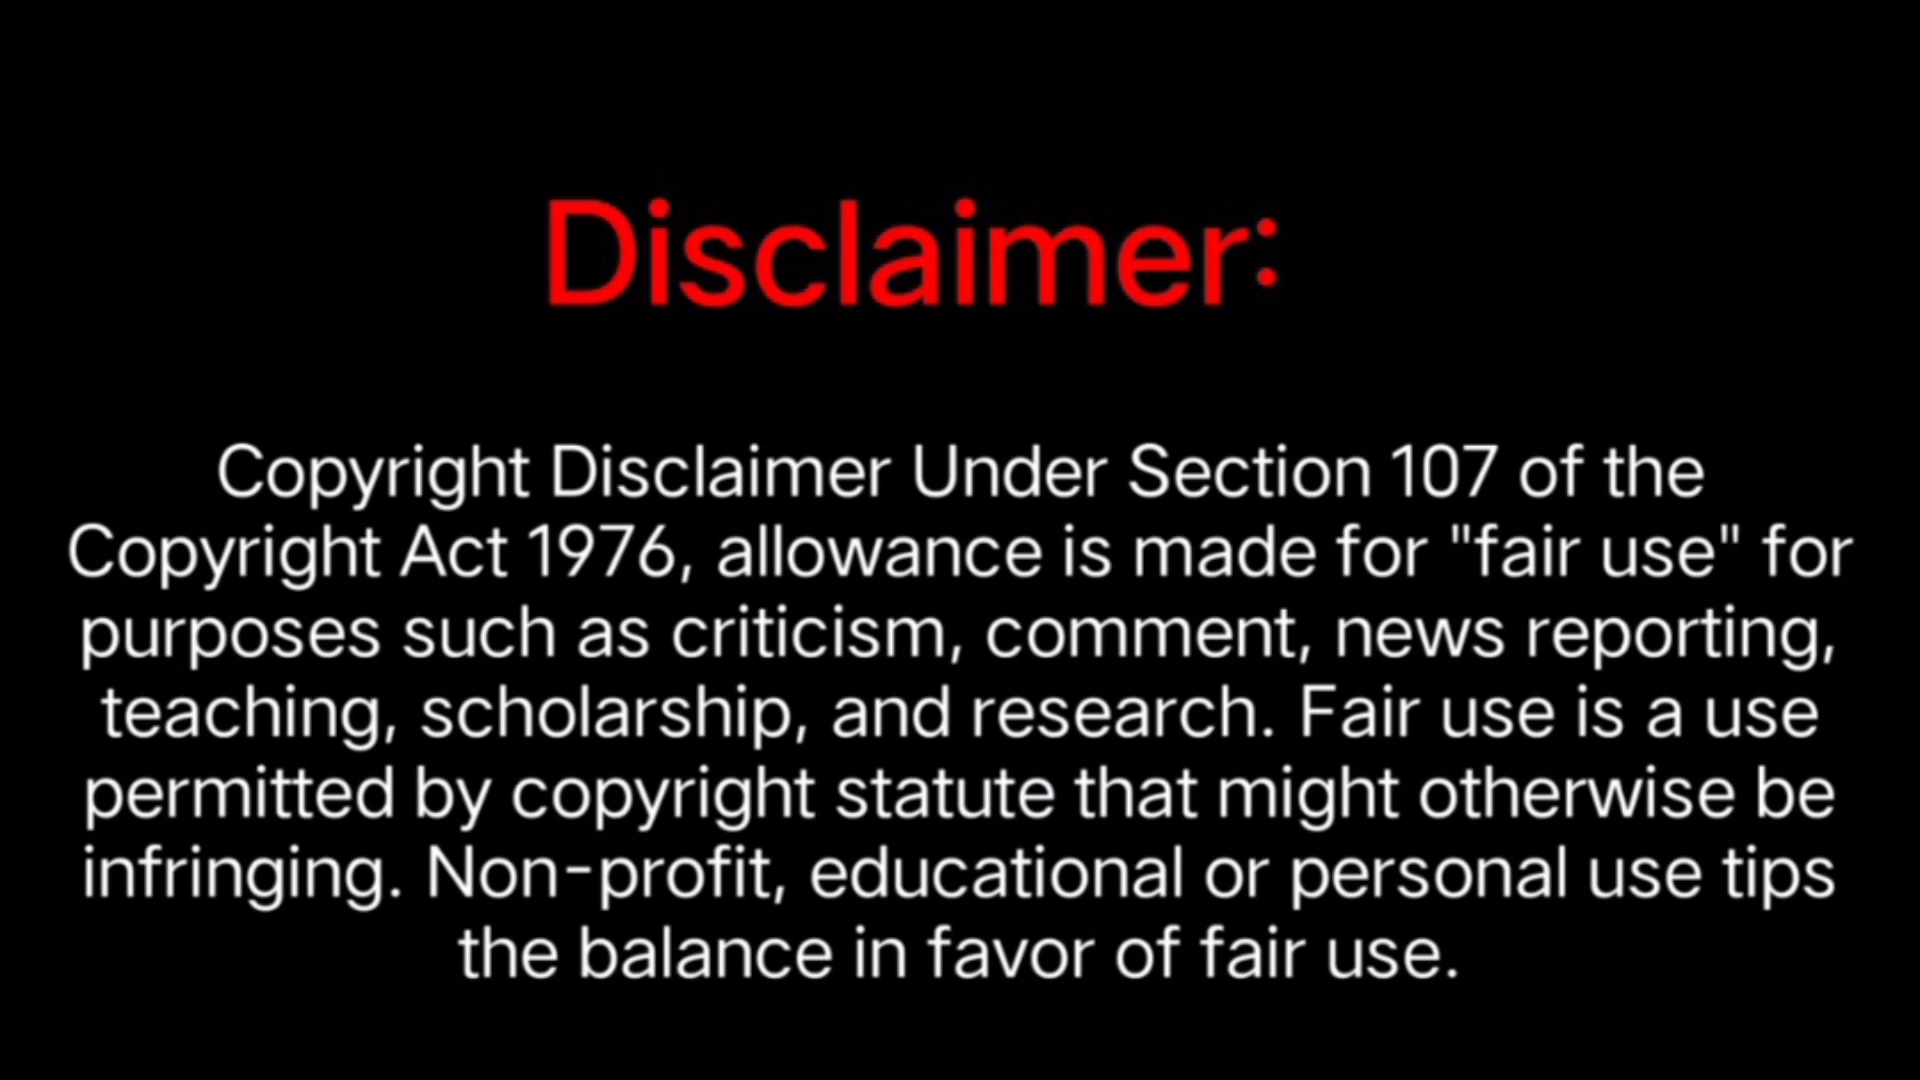 Disclaimer:
Copyright Disclaimer Under Section 107 of the
Copyright Act 1976, allowance is made for "fair use" for
purposes such as criticism, comment, news reporting,
teaching, scholarship, and research. Fair use is a use
permitted by copyright statute that might otherwise be
infringing. Non-profit, educational or personal use tips
the balance in favor of fair use.